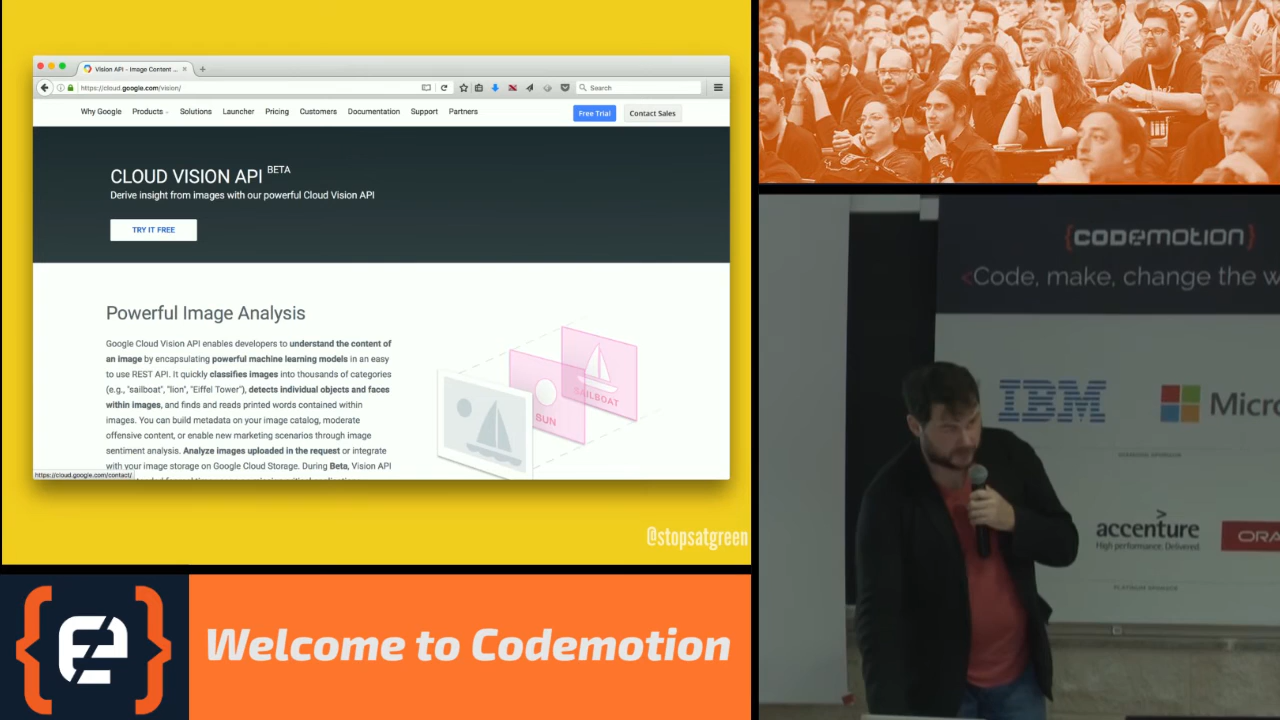 Vision API - Image Content ...
https://cloud.google.com/vision/
Search
Why Google Products Solutions Launcher Pricing Customers Documentation Support Partners
Free Trial
Contact Sales
CLOUD VISION API BETA
Derive insight from images with our powerful Cloud Vision API
TRY IT FREE
Powerful Image Analysis
Google Cloud Vision API enables developers to understand the content
of an image by encapsulating powerful machine learning models in an easy
to use REST API. It quickly classifies images into thousands of categories
(e.g., "sailboat", "lion", "Eiffel Tower"), detects individual objects and faces
within images, and finds and reads printed words contained within
images. You can build metadata on your image catalog, moderate
offensive content, or enable new marketing scenarios through image
sentiment analysis. Analyze images uploaded in the request or integrate
with your image storage on Google Cloud Storage. During Beta, Vision API
SUN
SAILBOAT
https://cloud.google.com/contact/
@stopsatgreen
Welcome to Codemotion
{CODEMOTION}
<Code, make, change the w
IBM
Micro
accenture
High performance. Delivered
ORA
PLATINUM SPONSOR